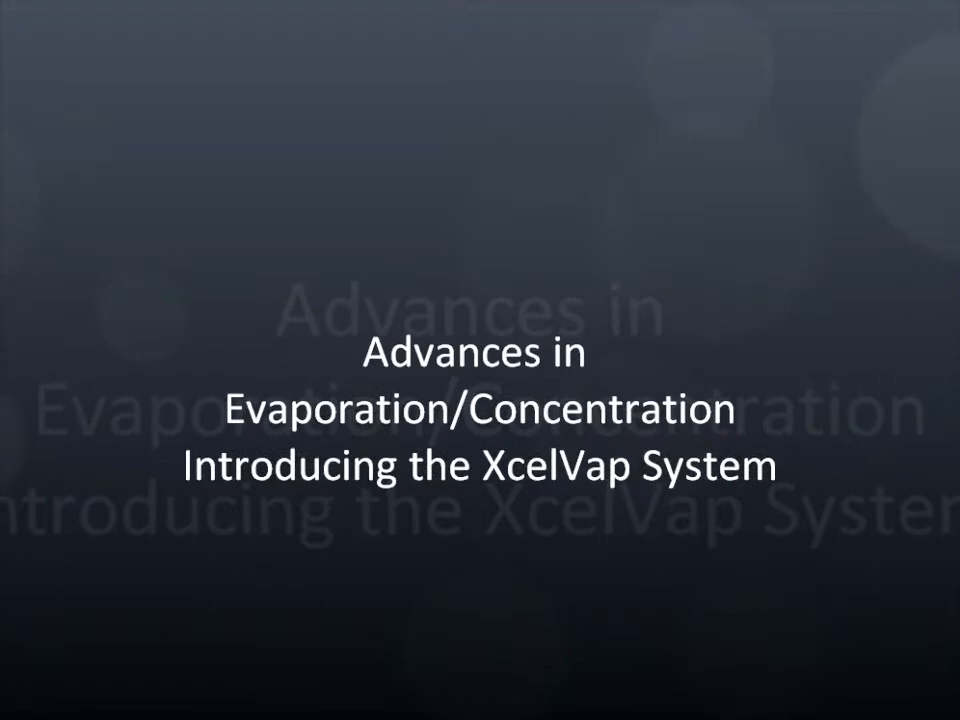 Advances in
Evaporation/Concentration
Introducing the XcelVap System